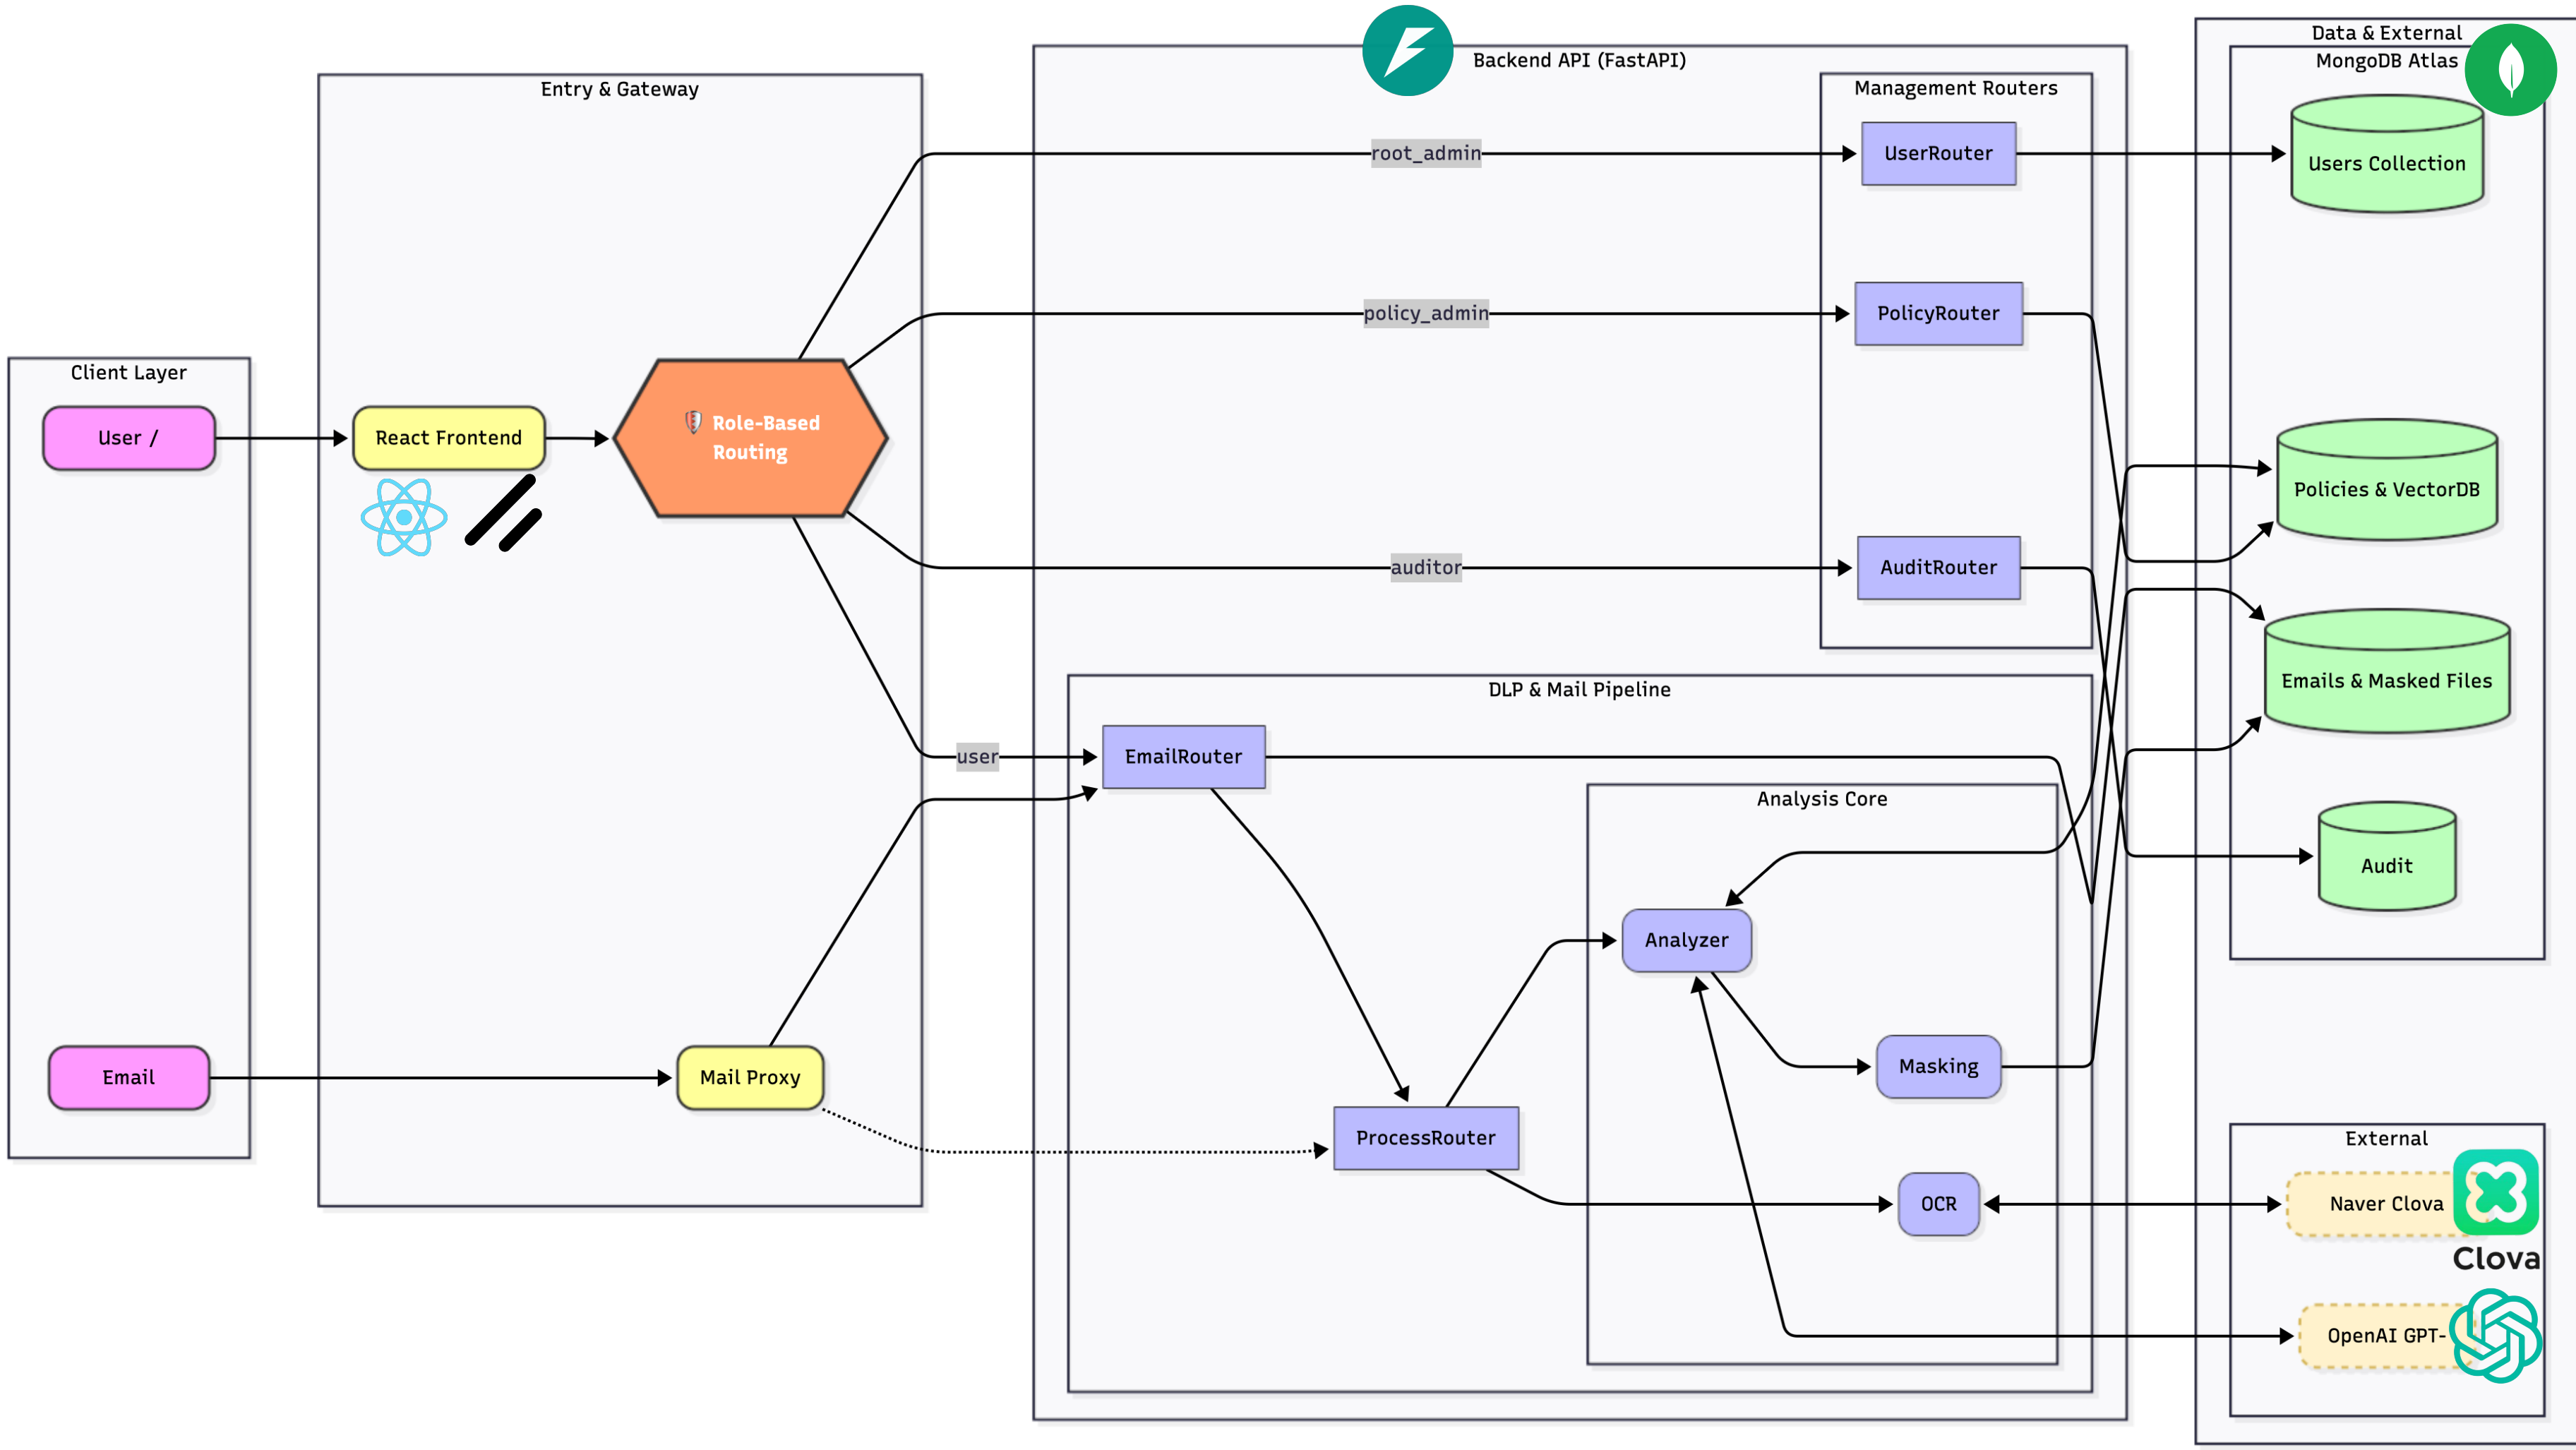 Client Layer
User /
Email
Entry & Gateway
React Frontend
Role-Based
Routing
Mail Proxy
Backend API (FastAPI)
root_admin
policy_admin
auditor
user
Management Routers
UserRouter
PolicyRouter
AuditRouter
DLP & Mail Pipeline
EmailRouter
ProcessRouter
Analysis Core
Analyzer
Masking
OCR
Data & External
MongoDB Atlas
Users Collection
Policies & VectorDB
Emails & Masked Files
Audit
External
Naver Clova
Clova
OpenAI GPT-